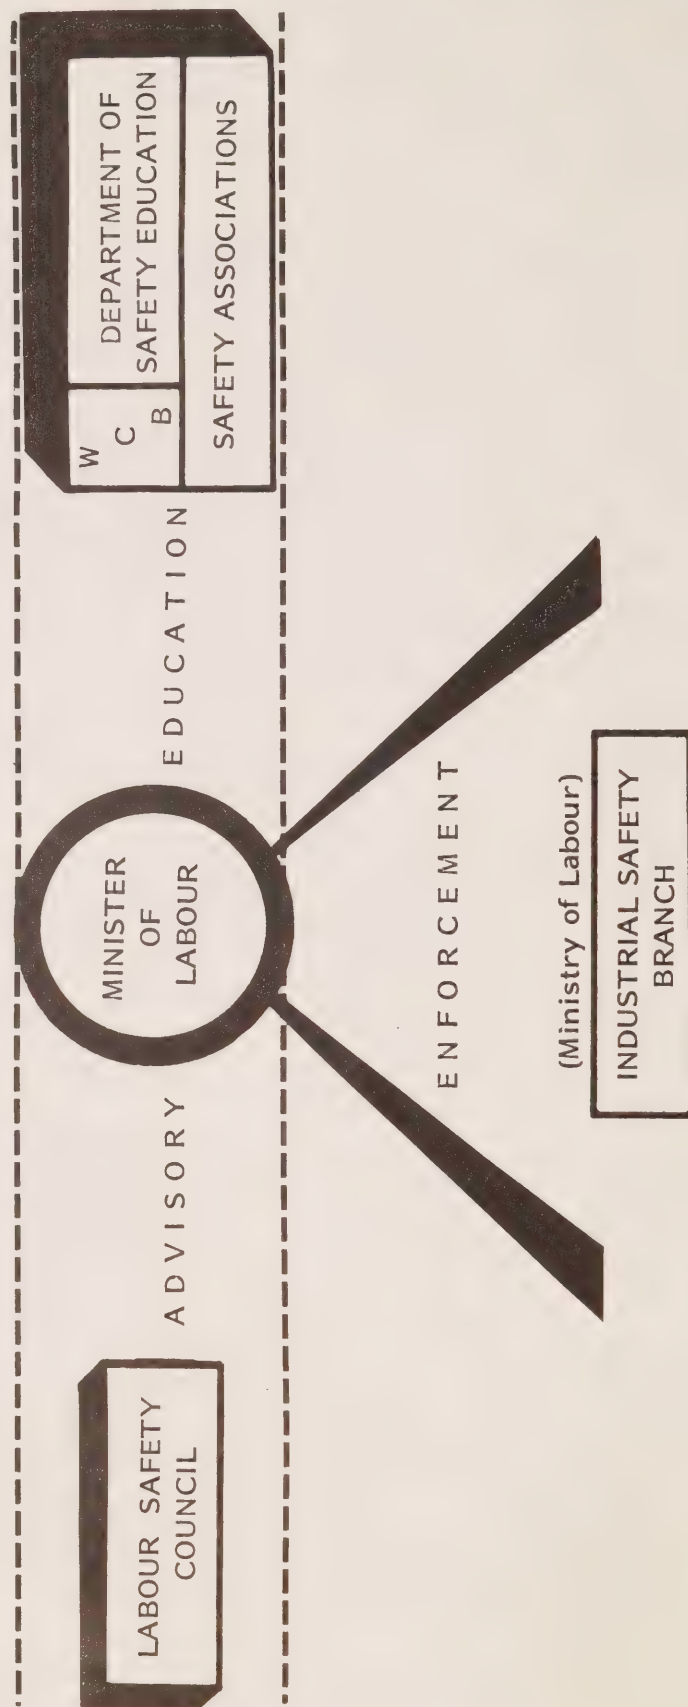 LABOUR SAFETY
COUNCIL
ADVISORY
MINISTER
OF
LABOUR
EDUCATION
W
C
B
DEPARTMENT OF
SAFETY EDUCATION
SAFETY ASSOCIATIONS
ENFORCEMENT
(Ministry of Labour)
INDUSTRIAL SAFETY
BRANCH